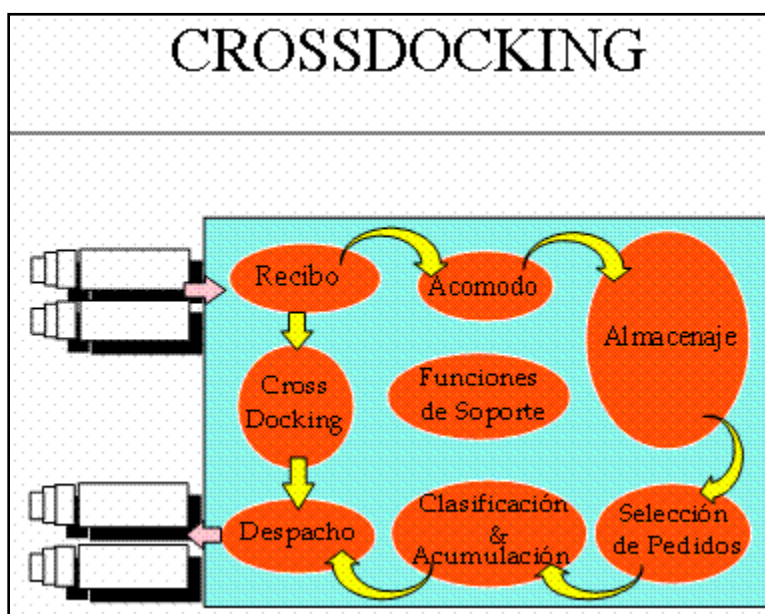 CROSSDOCKING
Recibo
Acomodo
Almacenaje
Cross
Docking
Funciones
de Soporte
Despacho
Clasificación
&
Acumulación
Selección
de Pedidos